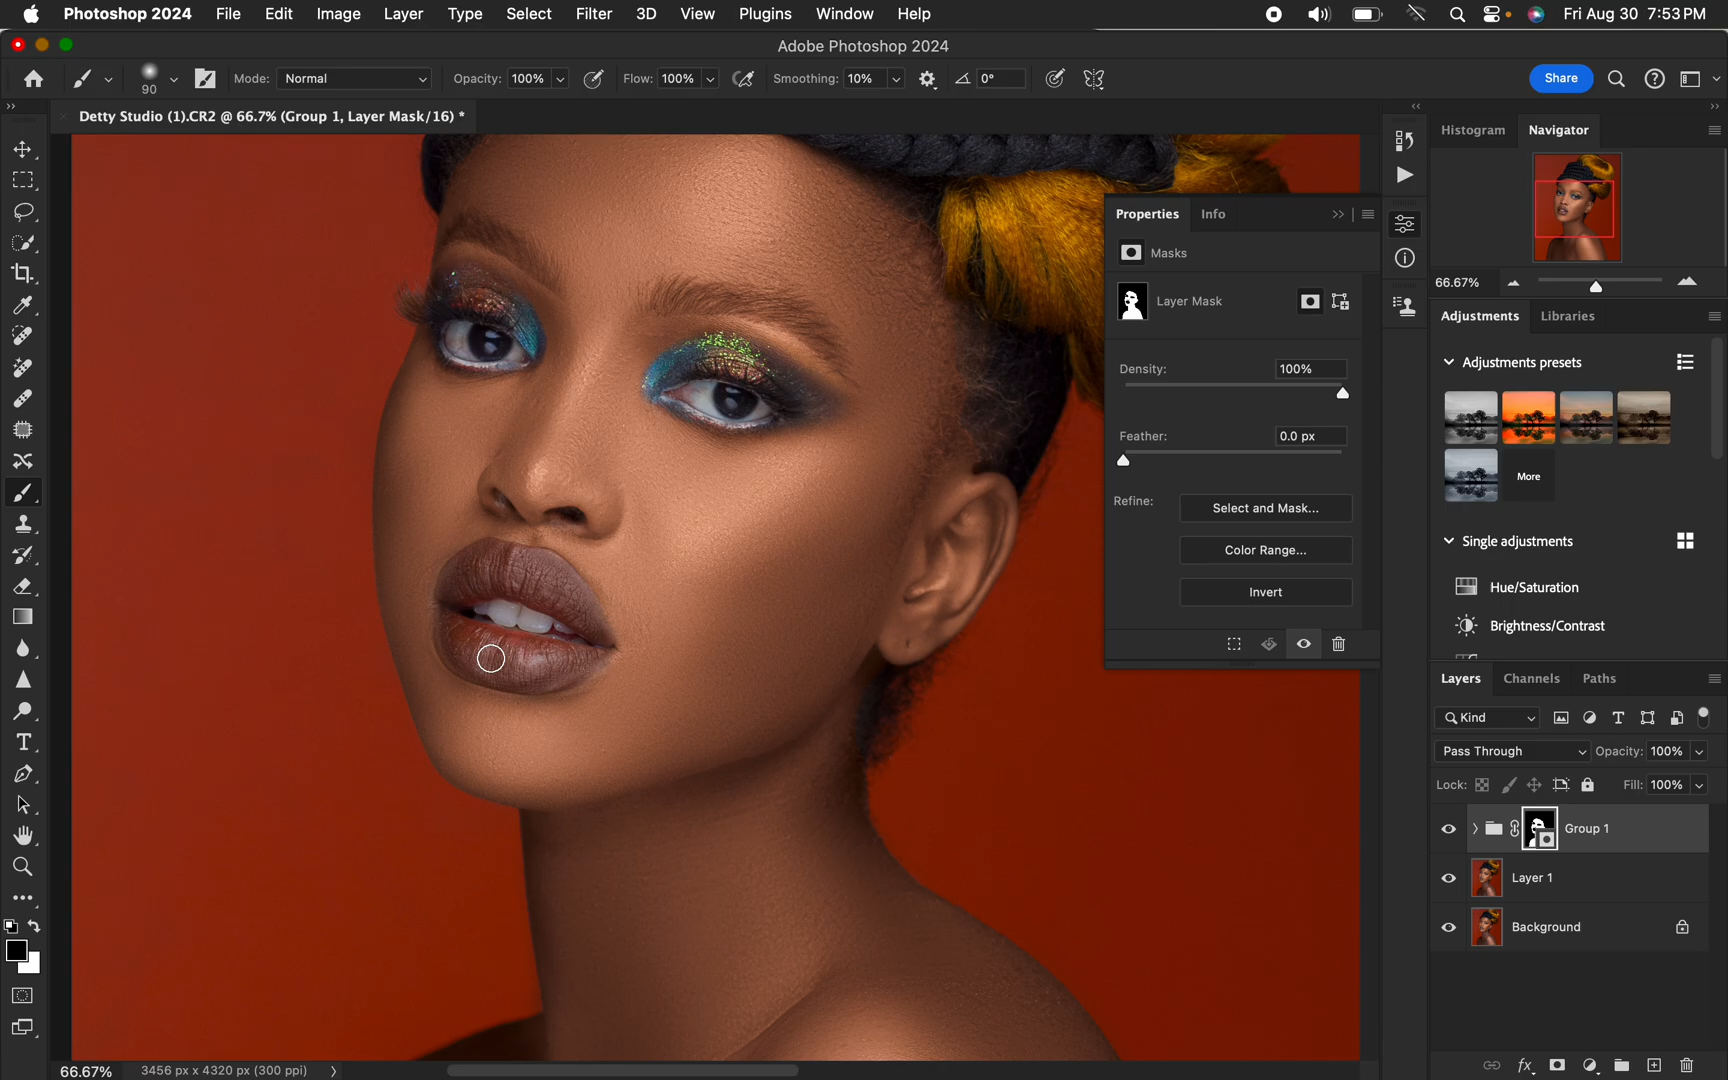 Photoshop 2024 File Edit Image Layer Type Select Filter 3D View Plugins Window Help Fri Aug 30 7:53 PM
Adobe Photoshop 2024
90 Mode: Normal Opacity: 100% Flow: 100% Smoothing: 10% 0° Share
Detty Studio (1).CR2 @ 66.7% (Group 1, Layer Mask/16) *
Histogram Navigator
66.67%
Properties Info
Masks
Layer Mask
Density: 100%
Feather: 0.0 px
Refine: Select and Mask...
Color Range...
Invert
Adjustments Libraries
Adjustments presets
More
Single adjustments
Hue/Saturation
Brightness/Contrast
Layers Channels Paths
Kind
Pass Through Opacity: 100%
Lock: Fill: 100%
Group 1
Layer 1
Background
fx
66.67% 3456 px x 4320 px (300 ppi)